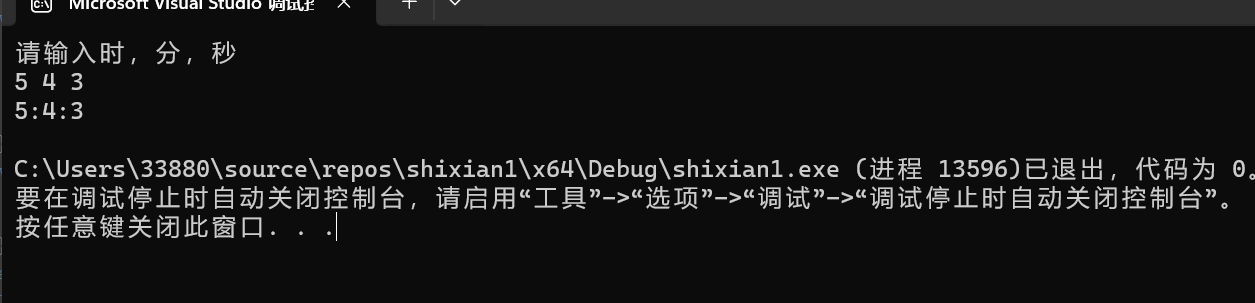 Microsoft Visual Studio 调试控
请输入时，分，秒
5 4 3
5:4:3
C:\Users\33880\source\repos\shixian1\x64\Debug\shixian1.exe (进程 13596)已退出，代码为 0。
要在调试停止时自动关闭控制台，请启用“工具”->“选项”->“调试”->“调试停止时自动关闭控制台”。
按任意键关闭此窗口. . .